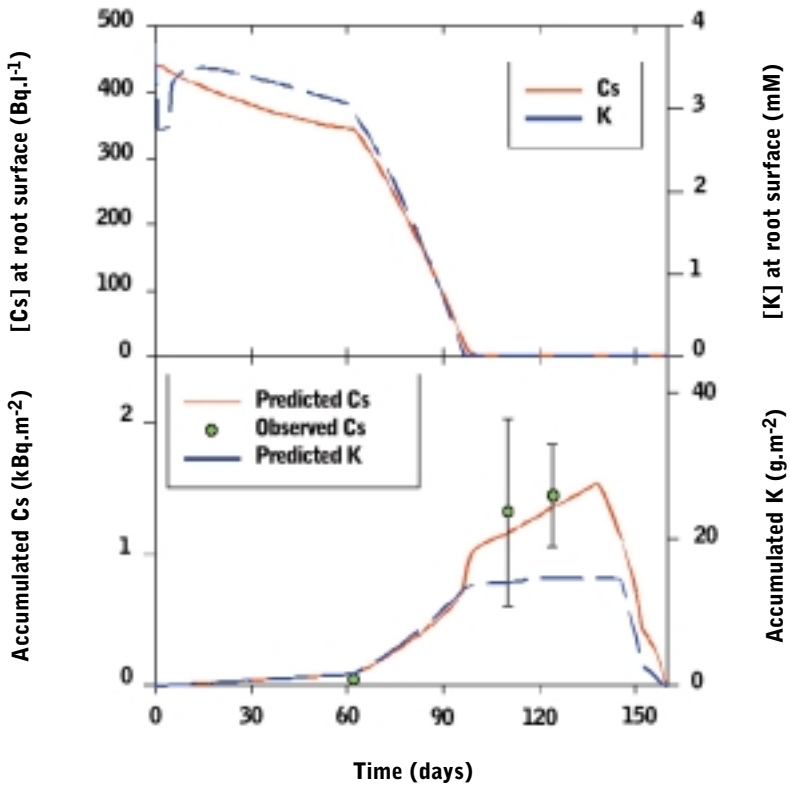 500
400
300
200
100
0
[Cs] at root surface (Bq.l-1)
4
3
2
1
0
[K] at root surface (mM)
Cs
K
2
1
0
Accumulated Cs (kBq.m-2)
40
20
0
Accumulated K (g.m-2)
Predicted Cs
Observed Cs
Predicted K
0 30 60 90 120 150
Time (days)